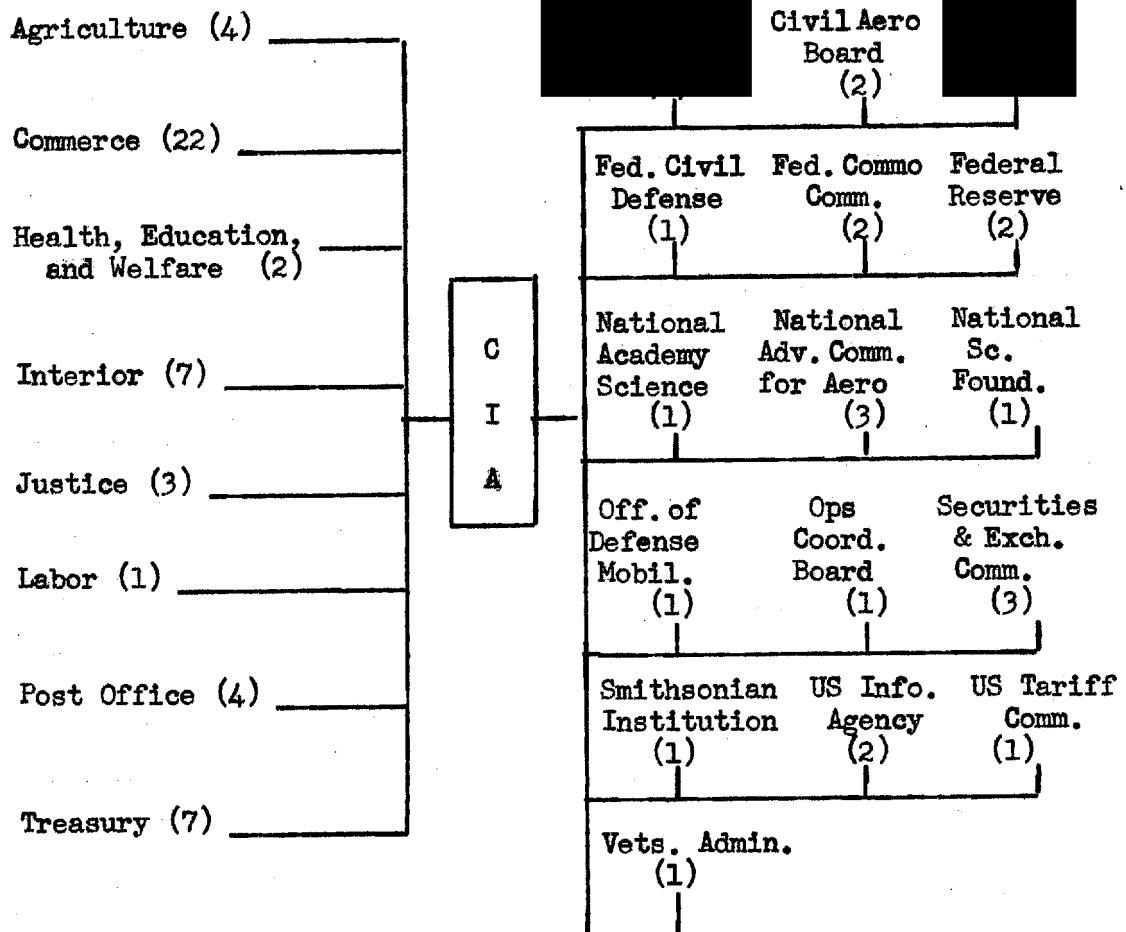 Agriculture (4)
Commerce (22)
Health, Education,
and Welfare (2)
Interior (7)
Justice (3)
Labor (1)
Post Office (4)
Treasury (7)
C
I
A
Civil Aero
Board
(2)
Fed. Civil
Defense
(1)
Fed. Commo
Comm.
(2)
Federal
Reserve
(2)
National
Academy
Science
(1)
National
Adv. Comm.
for Aero
(3)
National
Sc.
Found.
(1)
Off. of
Defense
Mobil.
(1)
Ops
Coord.
Board
(1)
Securities
& Exch.
Comm.
(3)
Smithsonian
Institution
(1)
US Info.
Agency
(2)
US Tariff
Comm.
(1)
Vets. Admin.
(1)